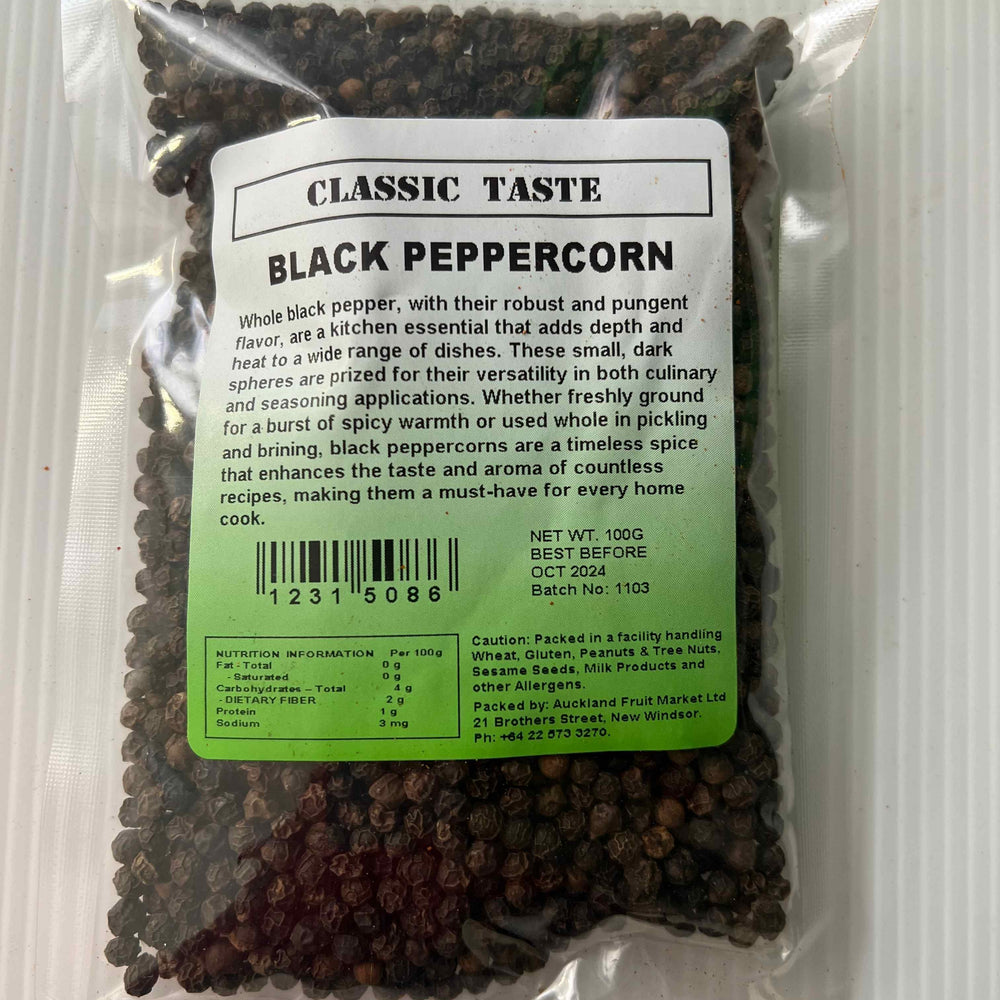 CLASSIC TASTE
BLACK PEPPERCORN
Whole black pepper, with their robust and pungent
flavor, are a kitchen essential that adds depth and
heat to a wide range of dishes. These small, dark
spheres are prized for their versatility in both culinary
and seasoning applications. Whether freshly ground
for a burst of spicy warmth or used whole in pickling
and brining, black peppercorns are a timeless spice
that enhances the taste and aroma of countless
recipes, making them a must-have for every home
cook.
1231 5086
NET WT. 100G
BEST BEFORE
OCT 2024
Batch No: 1103
NUTRITION INFORMATION Per 100g
Fat - Total 0 g
- Saturated 0 g
Carbohydrates – Total 4 g
- DIETARY FIBER 2 g
Protein 1 g
Sodium 3 mg
Caution: Packed in a facility handling
Wheat, Gluten, Peanuts & Tree Nuts,
Sesame Seeds, Milk Products and
other Allergens.
Packed by: Auckland Fruit Market Ltd
21 Brothers Street, New Windsor.
Ph: +64 22 573 3270.